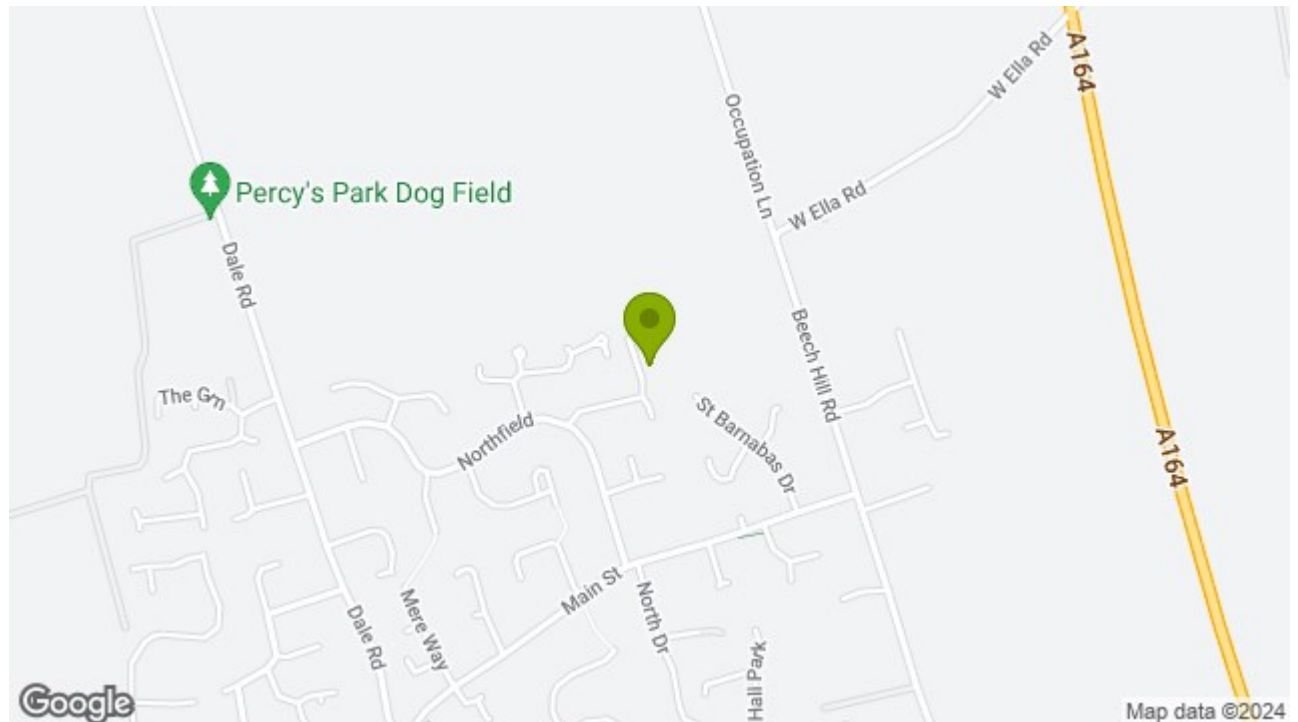 A164
W Ella Rd
Occupation Ln
Percy's Park Dog Field
W Ella Rd
Dale Rd
Beech Hill Rd
The Grn
St Barnabas Dr
Northfield
A164
Main St
Mere Way
North Dr
Dale Rd
Hall Park
Google
Map data ©2024